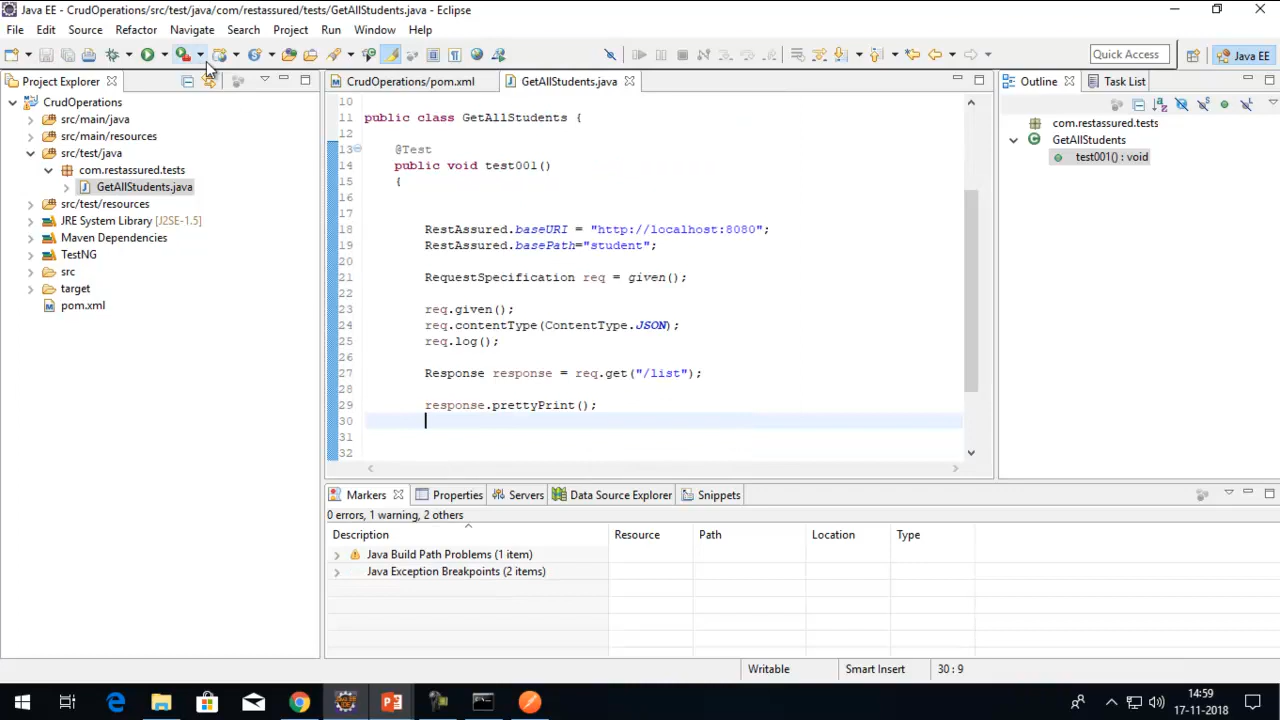 Java EE - CrudOperations/src/test/java/com/restassured/tests/GetAllStudents.java - Eclipse
File Edit Source Refactor Navigate Search Project Run Window Help
Quick Access Java EE
Project Explorer
CrudOperations
src/main/java
src/main/resources
src/test/java
com.restassured.tests
GetAllStudents.java
src/test/resources
JRE System Library [J2SE-1.5]
Maven Dependencies
TestNG
src
target
pom.xml
CrudOperations/pom.xml GetAllStudents.java
10
11 public class GetAllStudents {
12
13 @Test
14 public void test001()
15 {
16
17
18 RestAssured.baseURI = "http://localhost:8080";
19 RestAssured.basePath="student";
20
21 RequestSpecification req = given();
22
23 req.given();
24 req.contentType(ContentType.JSON);
25 req.log();
26
27 Response response = req.get("/list");
28
29 response.prettyPrint();
30
31
32
Outline Task List
com.restassured.tests
GetAllStudents
test001() : void
Markers Properties Servers Data Source Explorer Snippets
0 errors, 1 warning, 2 others
Description Resource Path Location Type
Java Build Path Problems (1 item)
Java Exception Breakpoints (2 items)
Writable Smart Insert 30 : 9
14:59
17-11-2018